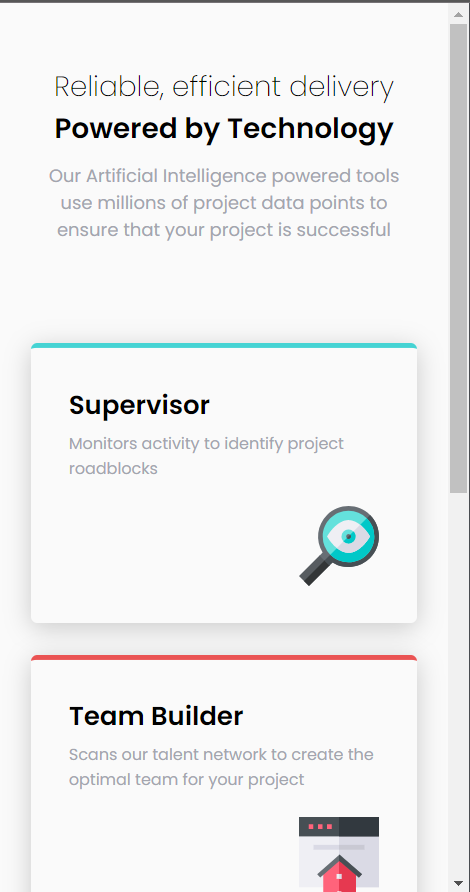 Reliable, efficient delivery
Powered by Technology
Our Artificial Intelligence powered tools
use millions of project data points to
ensure that your project is successful
Supervisor
Monitors activity to identify project
roadblocks
Team Builder
Scans our talent network to create the
optimal team for your project